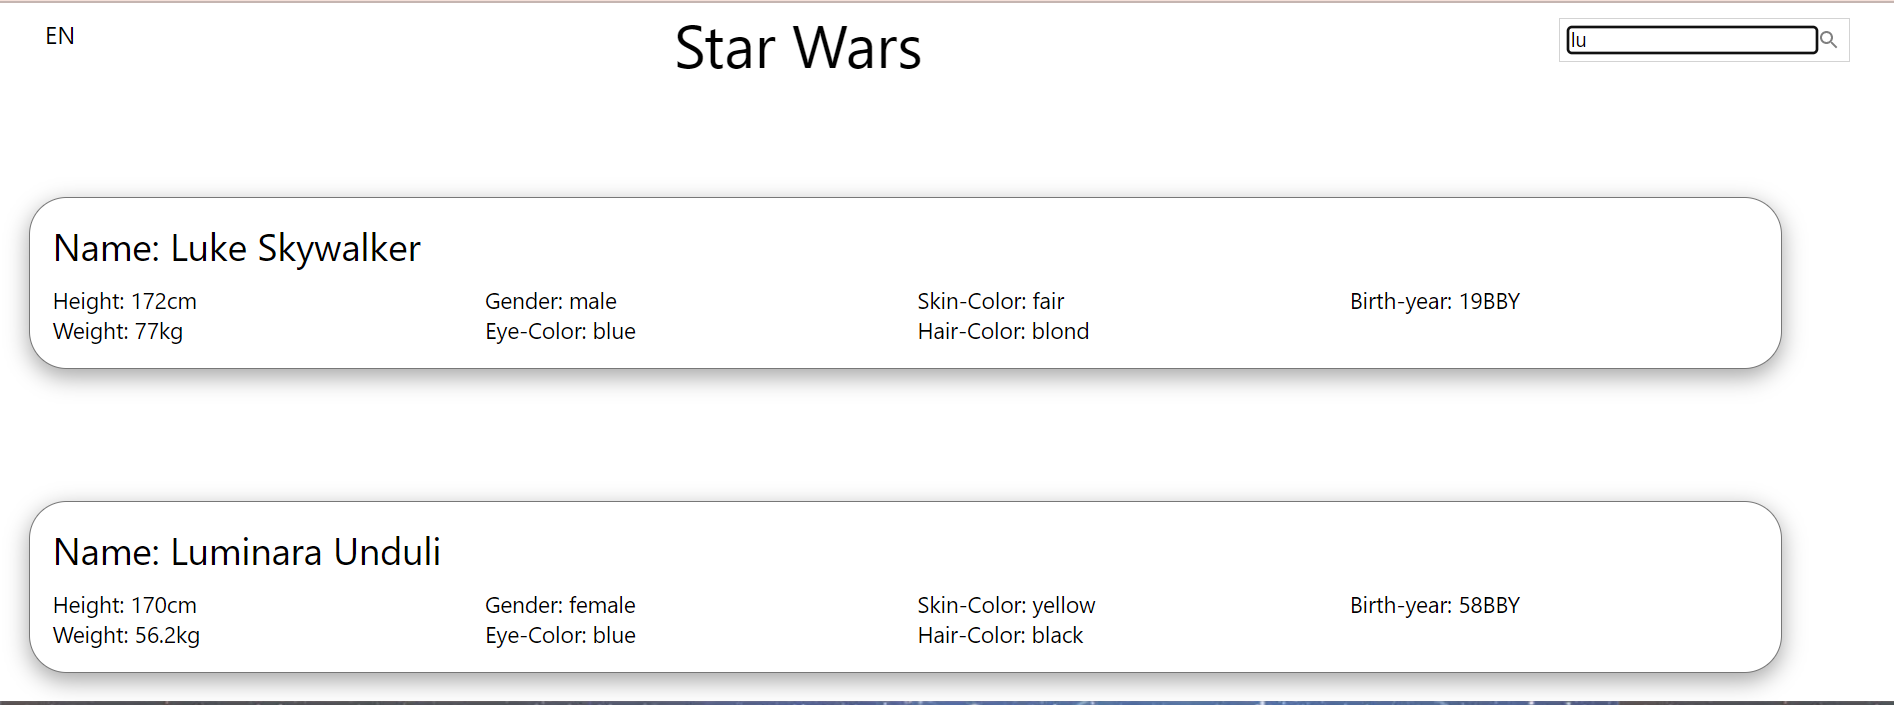 EN
Star Wars
lu
Name: Luke Skywalker
Height: 172cm
Gender: male
Skin-Color: fair
Birth-year: 19BBY
Weight: 77kg
Eye-Color: blue
Hair-Color: blond
Name: Luminara Unduli
Height: 170cm
Gender: female
Skin-Color: yellow
Birth-year: 58BBY
Weight: 56.2kg
Eye-Color: blue
Hair-Color: black